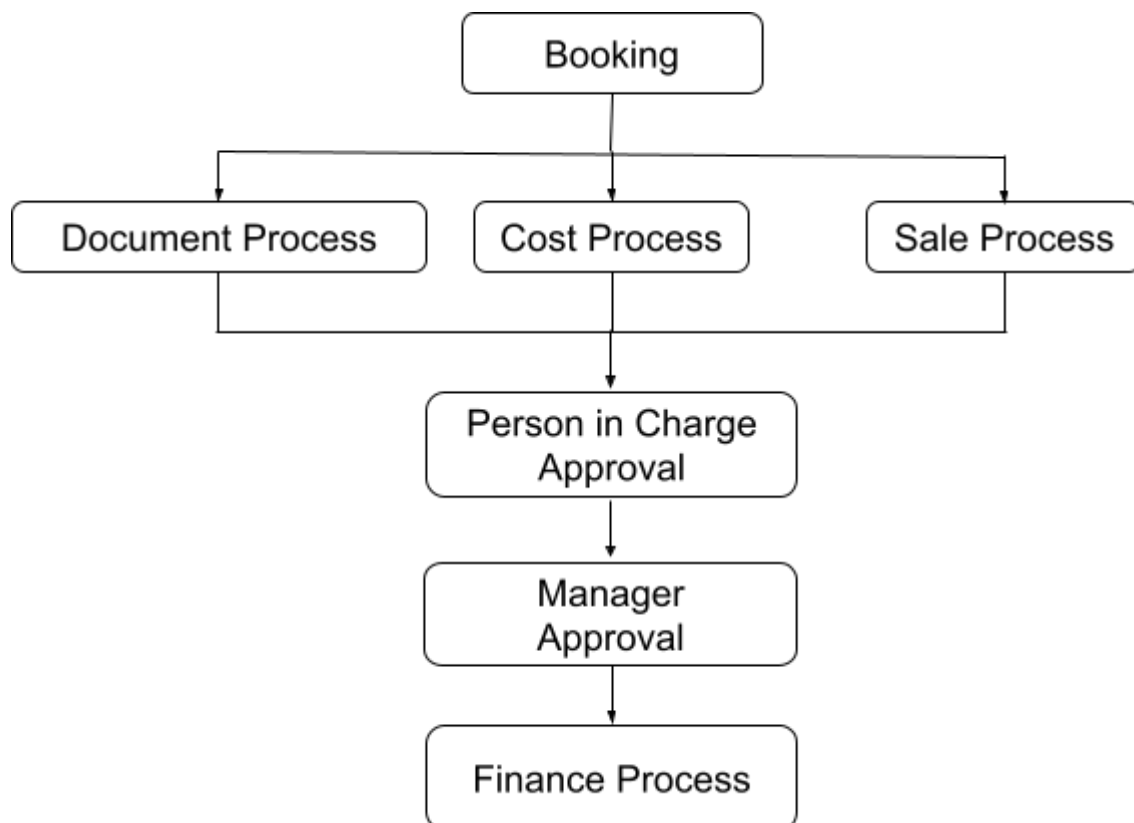 Booking
Document Process
Cost Process
Sale Process
Person in Charge
Approval
Manager
Approval
Finance Process